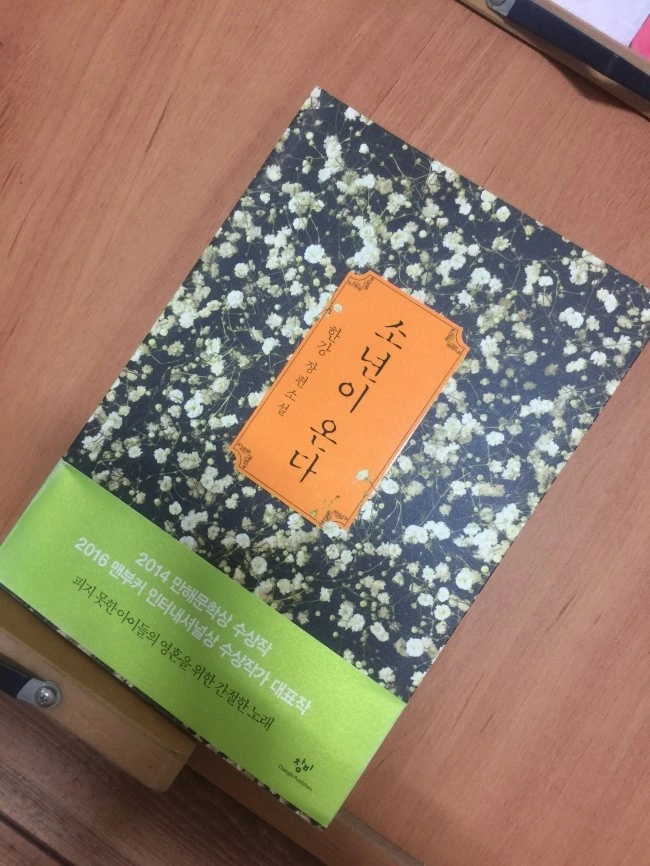 소년이 온다
한강 장편소설
2014 만해문학상 수상작
2016 맨부커 인터내셔널상 수상작가 대표작
피지 못한 아이들의 영혼을 위한 간절한 노래
창비
Changbi Publishers